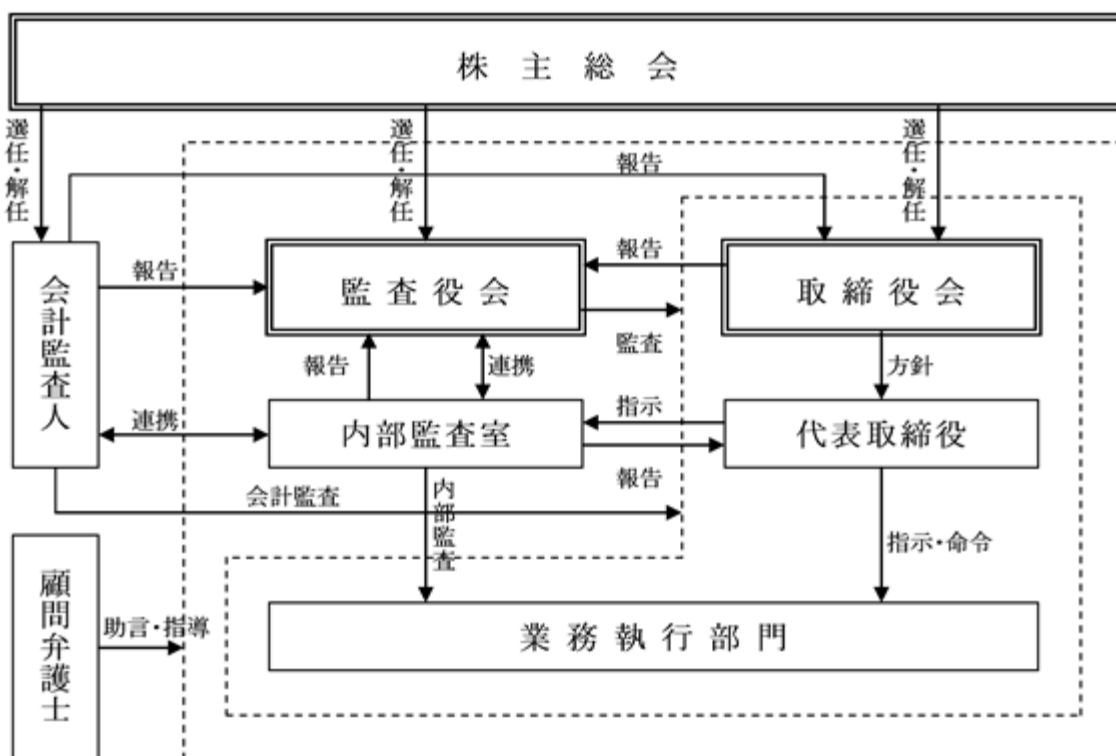 株主総会
選任・解任
選任・解任
選任・解任
報告
会計監査人
報告
監査役会
報告
取締役会
監査
報告
連携
方針
連携
内部監査室
指示
代表取締役
報告
会計監査
内部監査
指示・命令
顧問弁護士
助言・指導
業務執行部門